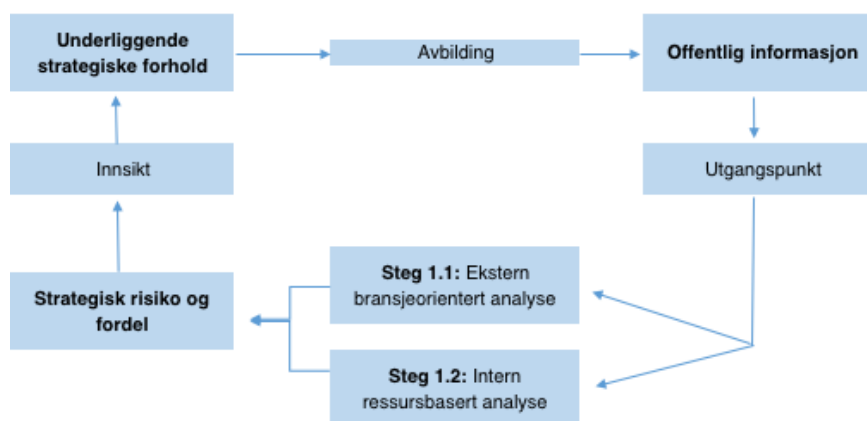 Underliggende
strategiske forhold
Avbilding
Offentlig informasjon
Innsikt
Utgangspunkt
Steg 1.1: Ekstern
bransjeorientert analyse
Strategisk risiko og
fordel
Steg 1.2: Intern
ressursbasert analyse